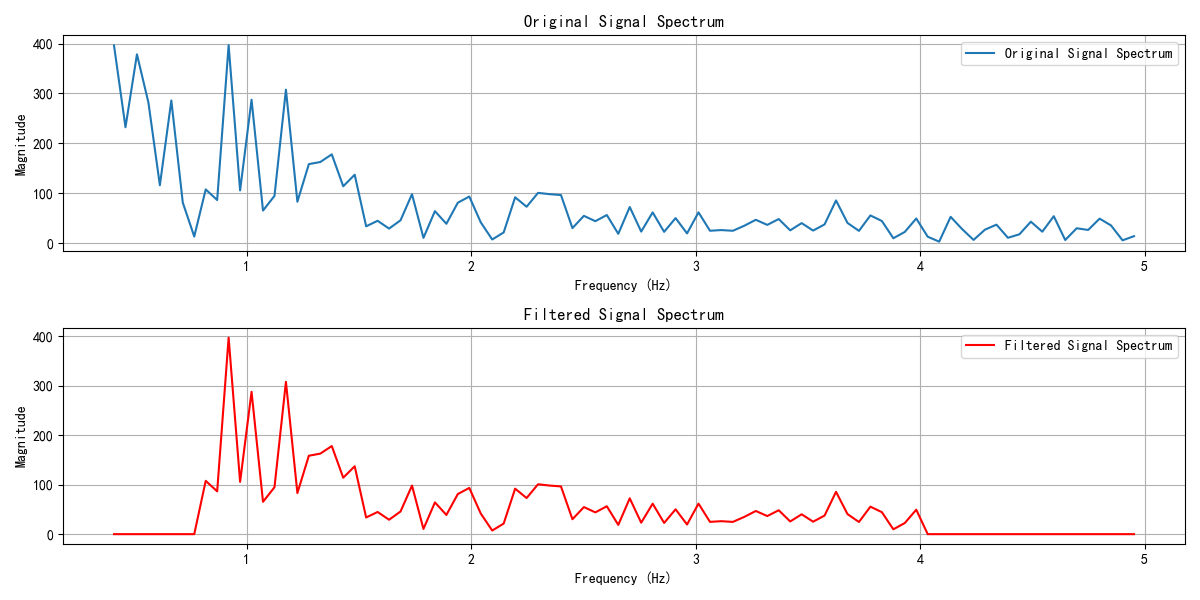 Original Signal Spectrum
400
300
200
100
0
Magnitude
Original Signal Spectrum
1
2
3
4
5
Frequency (Hz)
Filtered Signal Spectrum
400
300
200
100
0
Magnitude
Filtered Signal Spectrum
1
2
3
4
5
Frequency (Hz)